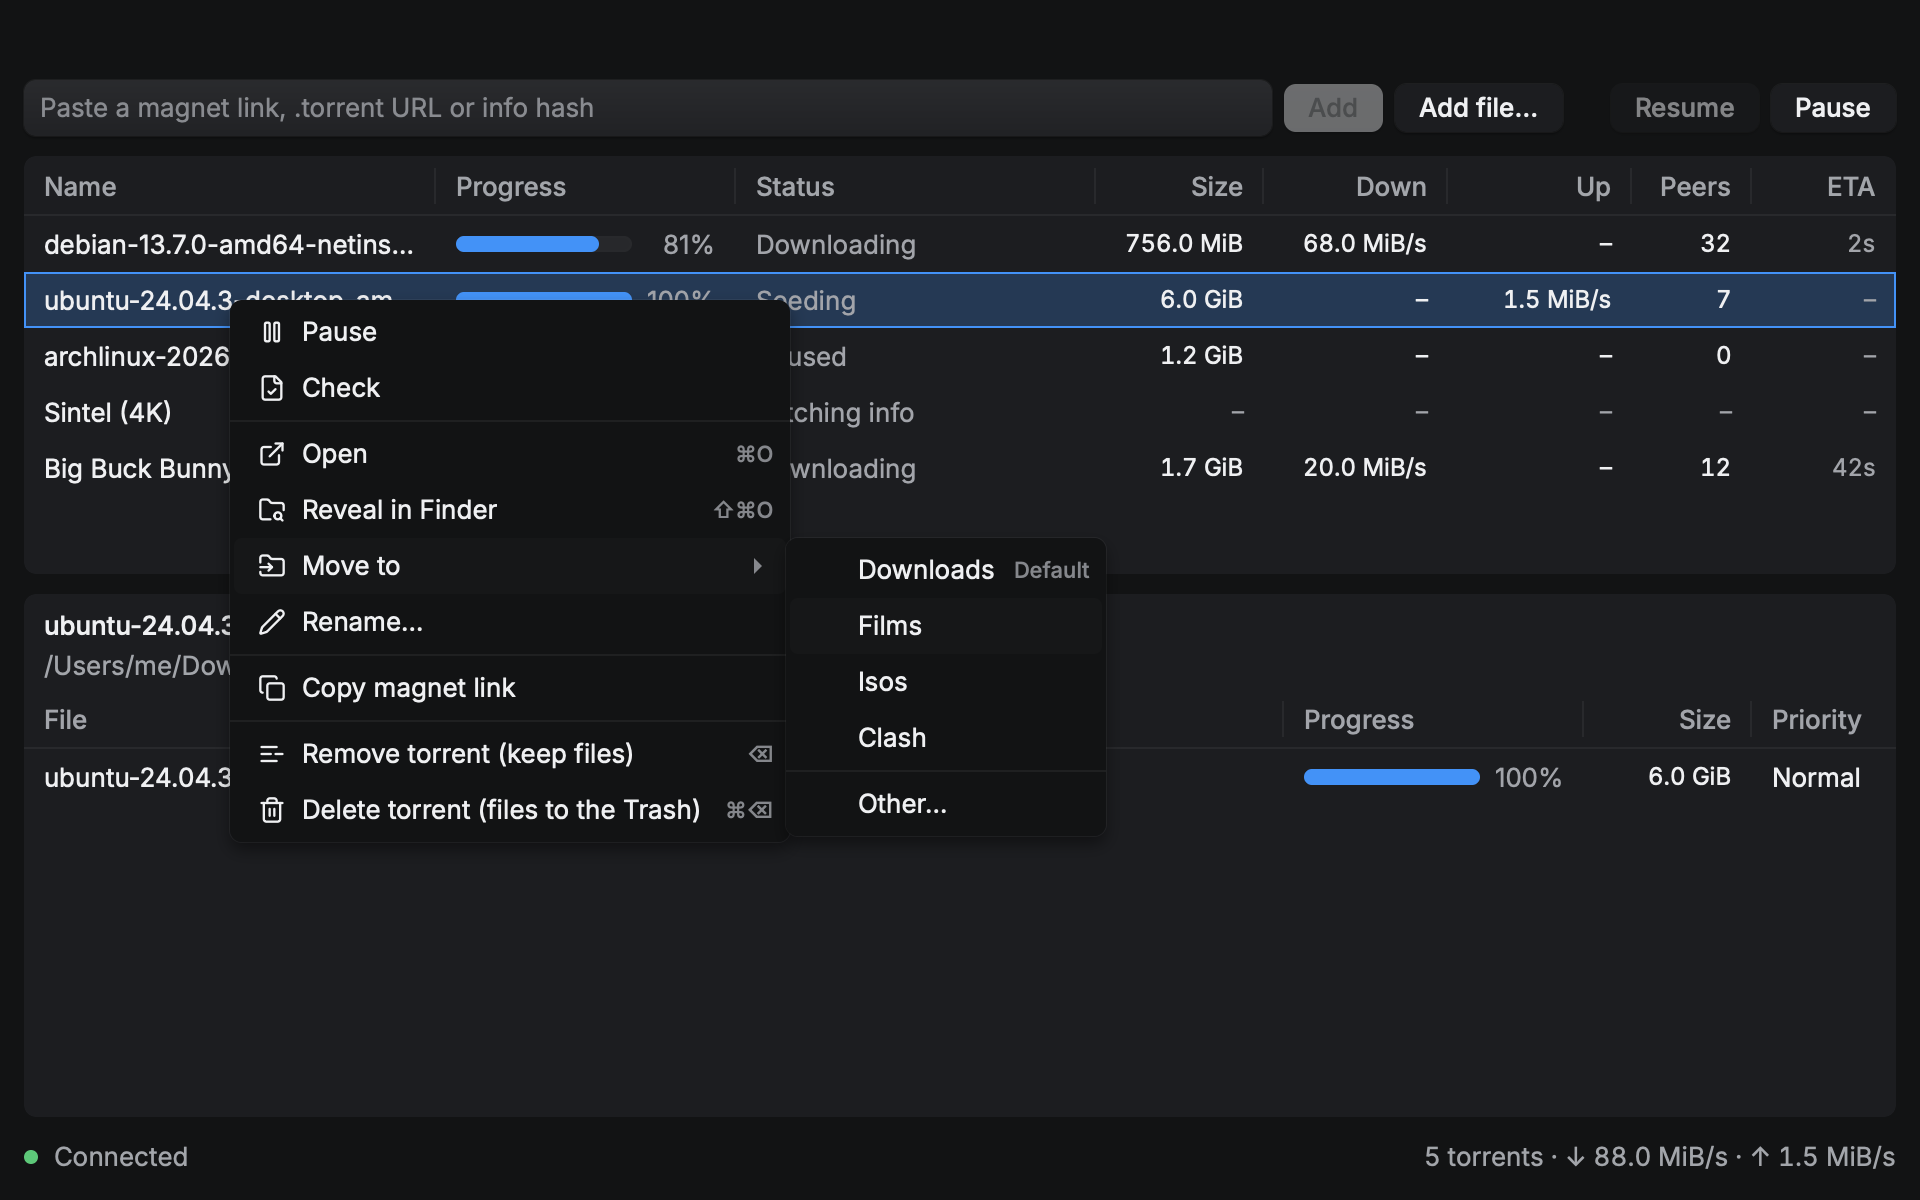 Paste a magnet link, .torrent URL or info hash Add Add file... Resume Pause
Name Progress Status Size Down Up Peers ETA
debian-13.7.0-amd64-netins... 81% Downloading 756.0 MiB 68.0 MiB/s – 32 2s
ubuntu-24.04.3-desktop-am... 100% Seeding 6.0 GiB – 1.5 MiB/s 7 –
archlinux-2026 used 1.2 GiB – – 0 –
Sintel (4K) tching info – – – – –
Big Buck Bunny wnloading 1.7 GiB 20.0 MiB/s – 12 42s
Pause
Check
Open ⌘O
Reveal in Finder ⇧⌘O
Move to
Rename...
Copy magnet link
Remove torrent (keep files) ⌫
Delete torrent (files to the Trash) ⌘⌫
Downloads Default
Films
Isos
Clash
Other...
ubuntu-24.04.3
/Users/me/Dow
File Progress Size Priority
ubuntu-24.04.3 100% 6.0 GiB Normal
Connected 5 torrents · ↓ 88.0 MiB/s · ↑ 1.5 MiB/s